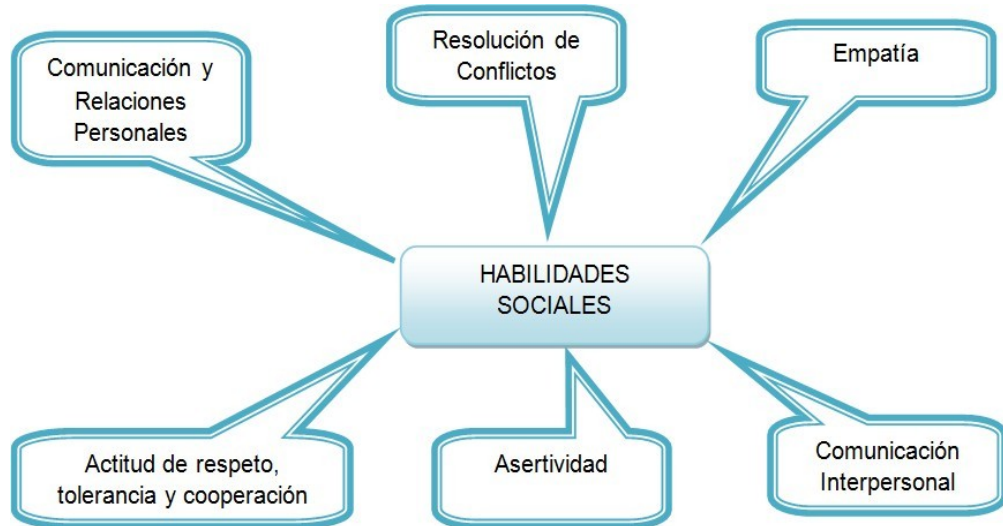 Comunicación y
Relaciones
Personales
Resolución de
Conflictos
Empatía
HABILIDADES
SOCIALES
Actitud de respeto,
tolerancia y cooperación
Asertividad
Comunicación
Interpersonal